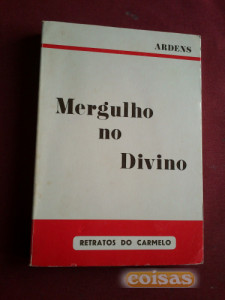 ARDENS
Mergulho
no
Divino
RETRATOS DO CARMELO
coisas